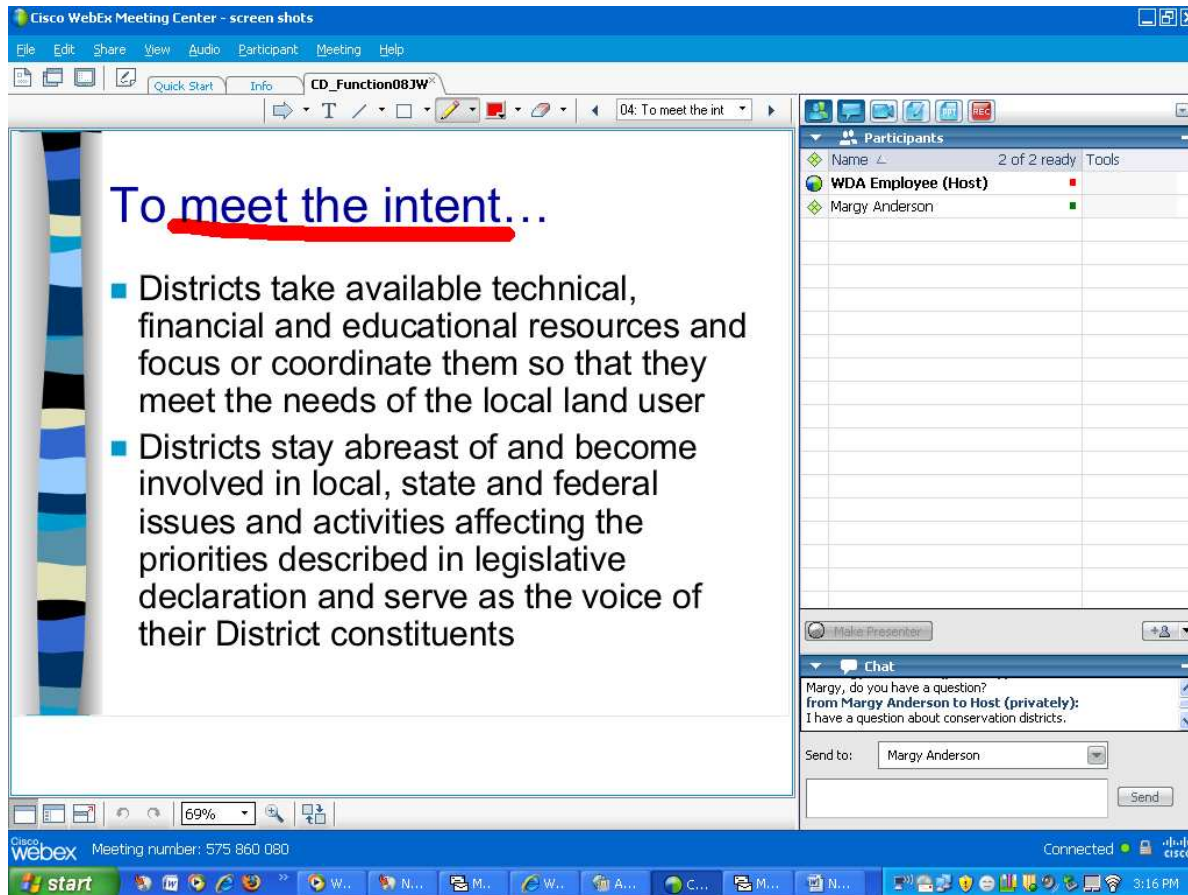 Cisco WebEx Meeting Center - screen shots
File Edit Share View Audio Participant Meeting Help
Quick Start Info CD_Function08JW
T 04: To meet the int
To meet the intent...
Districts take available technical,
financial and educational resources and
focus or coordinate them so that they
meet the needs of the local land user
Districts stay abreast of and become
involved in local, state and federal
issues and activities affecting the
priorities described in legislative
declaration and serve as the voice of
their District constituents
REC
Participants
Name 2 of 2 ready Tools
WDA Employee (Host)
Margy Anderson
Make Presenter
Chat
Margy, do you have a question?
from Margy Anderson to Host (privately):
I have a question about conservation districts.
Send to: Margy Anderson
Send
69%
Cisco webex Meeting number: 575 860 080 Connected cisco
start W.. N... M.. W.. A... C... M... N... 3:16 PM